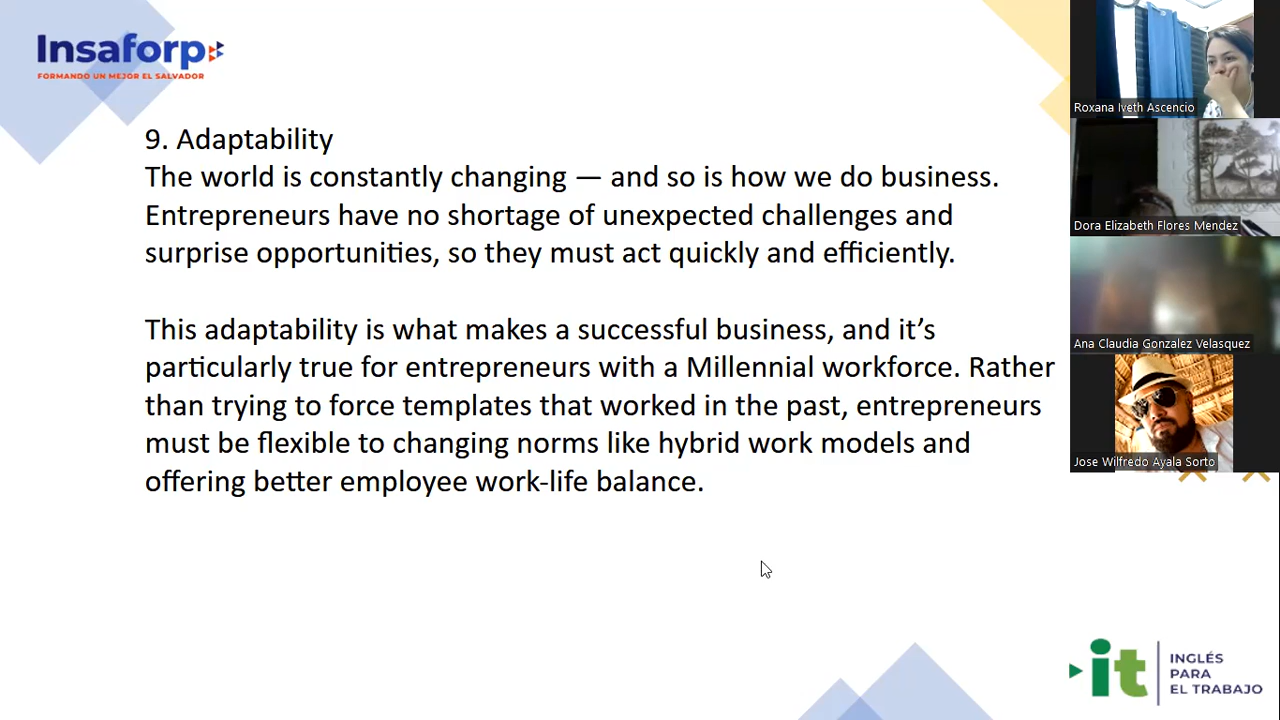 Insaforp
FORMANDO UN MEJOR EL SALVADOR
9. Adaptability
The world is constantly changing — and so is how we do business.
Entrepreneurs have no shortage of unexpected challenges and
surprise opportunities, so they must act quickly and efficiently.
This adaptability is what makes a successful business, and it’s
particularly true for entrepreneurs with a Millennial workforce. Rather
than trying to force templates that worked in the past, entrepreneurs
must be flexible to changing norms like hybrid work models and
offering better employee work-life balance.
Roxana Iveth Ascencio
Dora Elizabeth Flores Mendez
Ana Claudia Gonzalez Velasquez
Jose Wilfredo Ayala Sorto
it
INGLÉS
PARA
EL TRABAJO